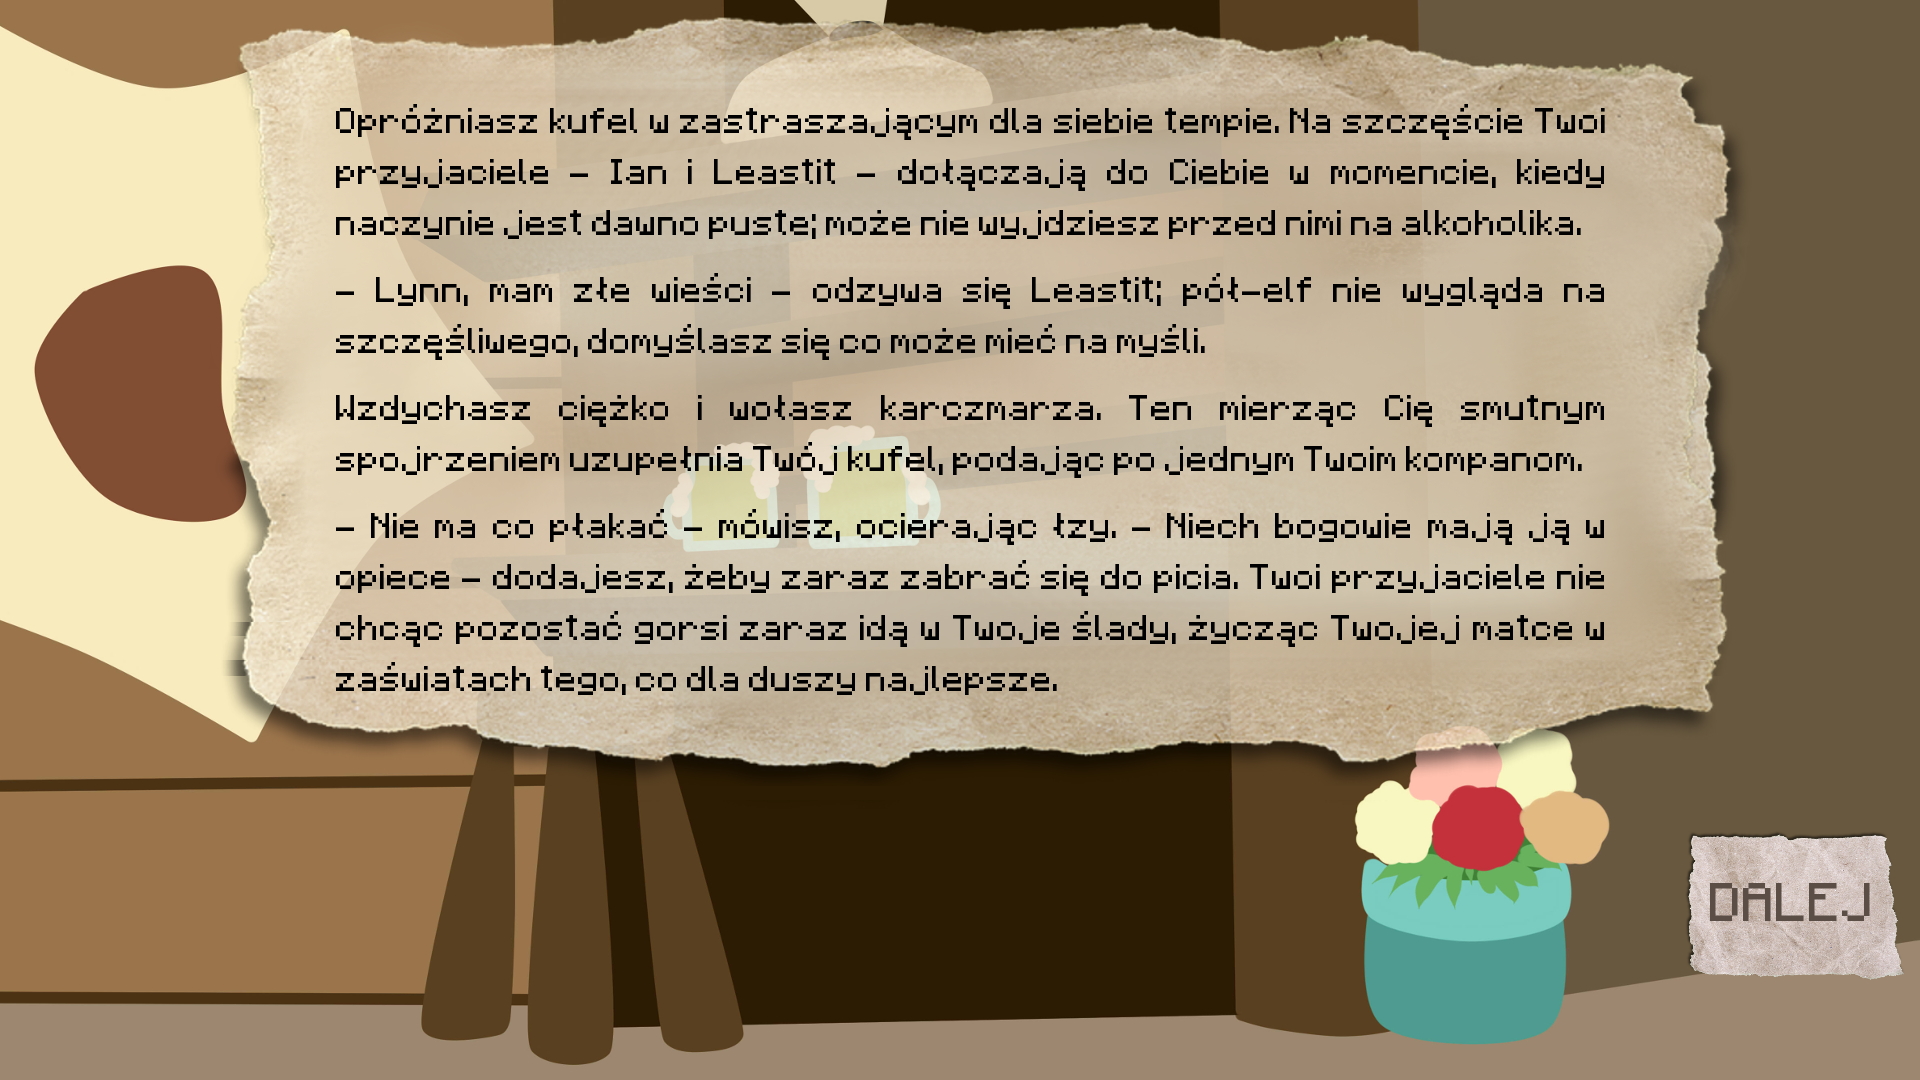 Opróżniasz kufel w zastraszającym dla siebie tempie. Na szczęście Twoi
przyjaciele – Ian i Leastit – dołączają do Ciebie w momencie, kiedy
naczynie jest dawno puste; może nie wyjdziesz przed nimi na alkoholika.
– Lynn, mam złe wieści – odzywa się Leastit; pół-elf nie wygląda na
szczęśliwego, domyślasz się co może mieć na myśli.
Wzdychasz ciężko i wołasz karczmarza. Ten mierząc Cię smutnym
spojrzeniem uzupełnia Twój kufel, podając po jednym Twoim kompanom.
– Nie ma co płakać – mówisz, ocierając łzy. – Niech bogowie mają ją w
opiece – dodajesz, żeby zaraz zabrać się do picia. Twoi przyjaciele nie
chcąc pozostać gorsi zaraz idą w Twoje ślady, życząc Twojej matce w
zaświatach tego, co dla duszy najlepsze.
DALEJ